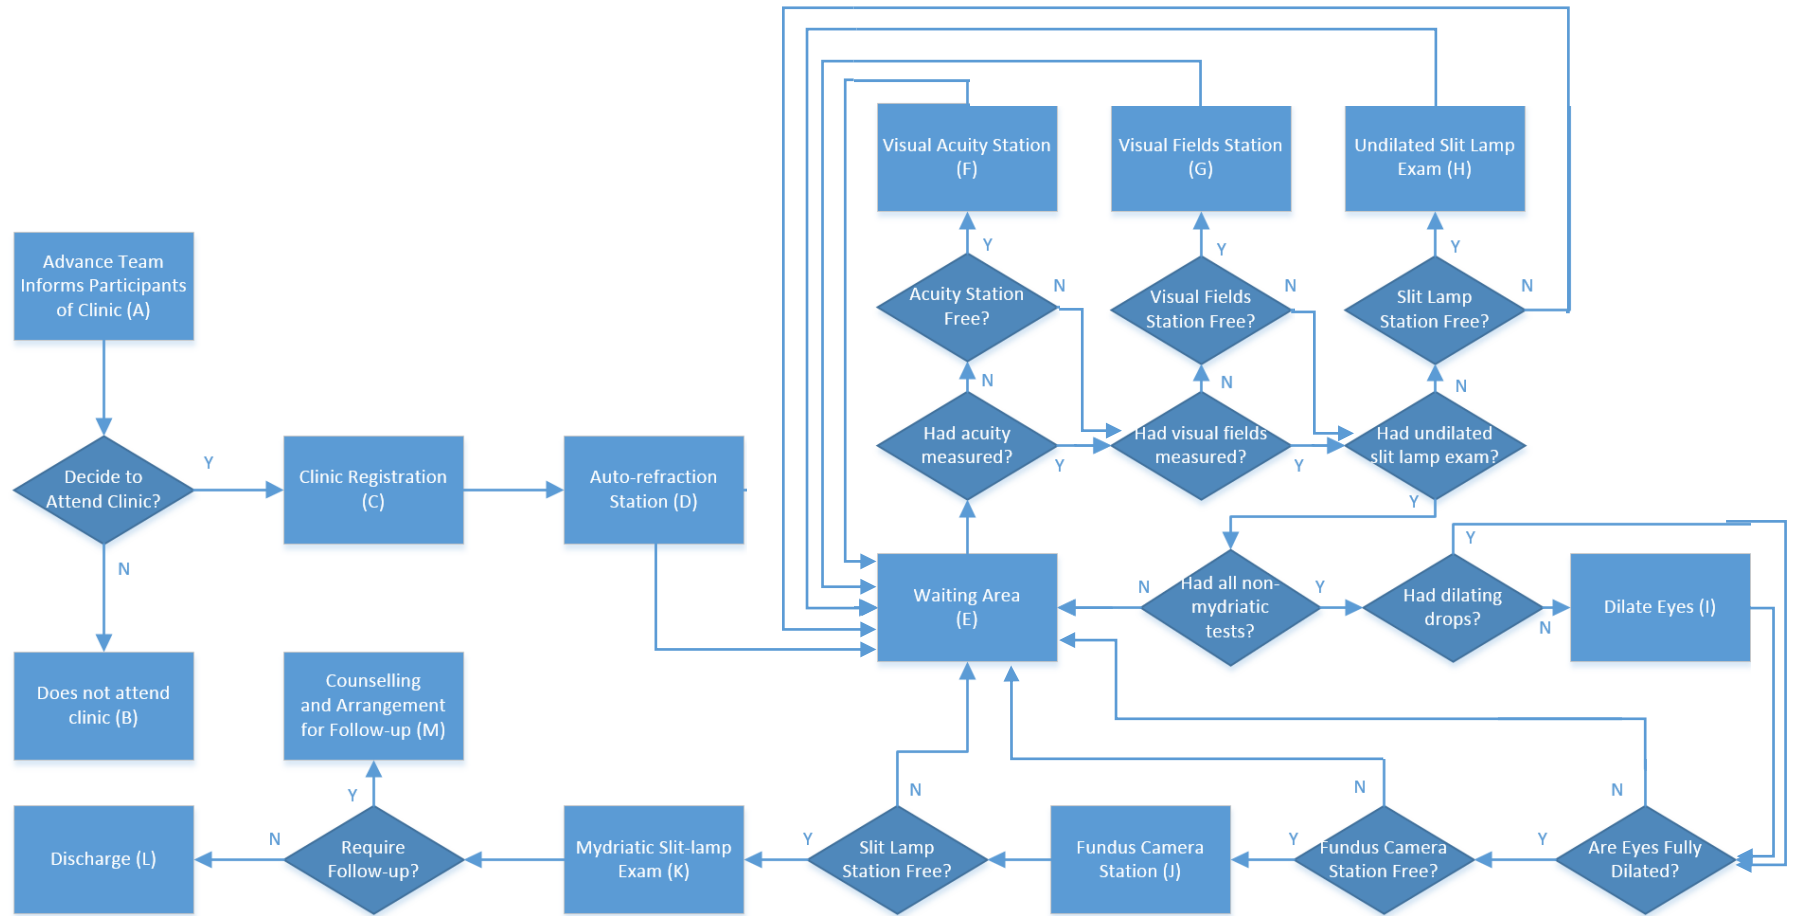 Visual Acuity Station
(F)
Visual Fields Station
(G)
Undilated Slit Lamp
Exam (H)
Y
Y
Y
Advance Team
Informs Participants
of Clinic (A)
Acuity Station
Free?
N
Visual Fields
Station Free?
N
Slit Lamp
Station Free?
N
N
N
N
Had acuity
measured?
Y
Had visual fields
measured?
Y
Had undilated
slit lamp exam?
Y
Decide to
Attend Clinic?
Y
N
Clinic Registration
(C)
Auto-refraction
Station (D)
Waiting Area
(E)
N
Had all non-
mydriatic
tests?
Y
Had dilating
drops?
Y
N
Dilate Eyes (I)
Does not attend
clinic (B)
Counselling
and Arrangement
for Follow-up (M)
Y
N
N
N
Discharge (L)
N
Require
Follow-up?
Mydriatic Slit-lamp
Exam (K)
Y
Slit Lamp
Station Free?
Fundus Camera
Station (J)
Y
Fundus Camera
Station Free?
Y
Are Eyes Fully
Dilated?